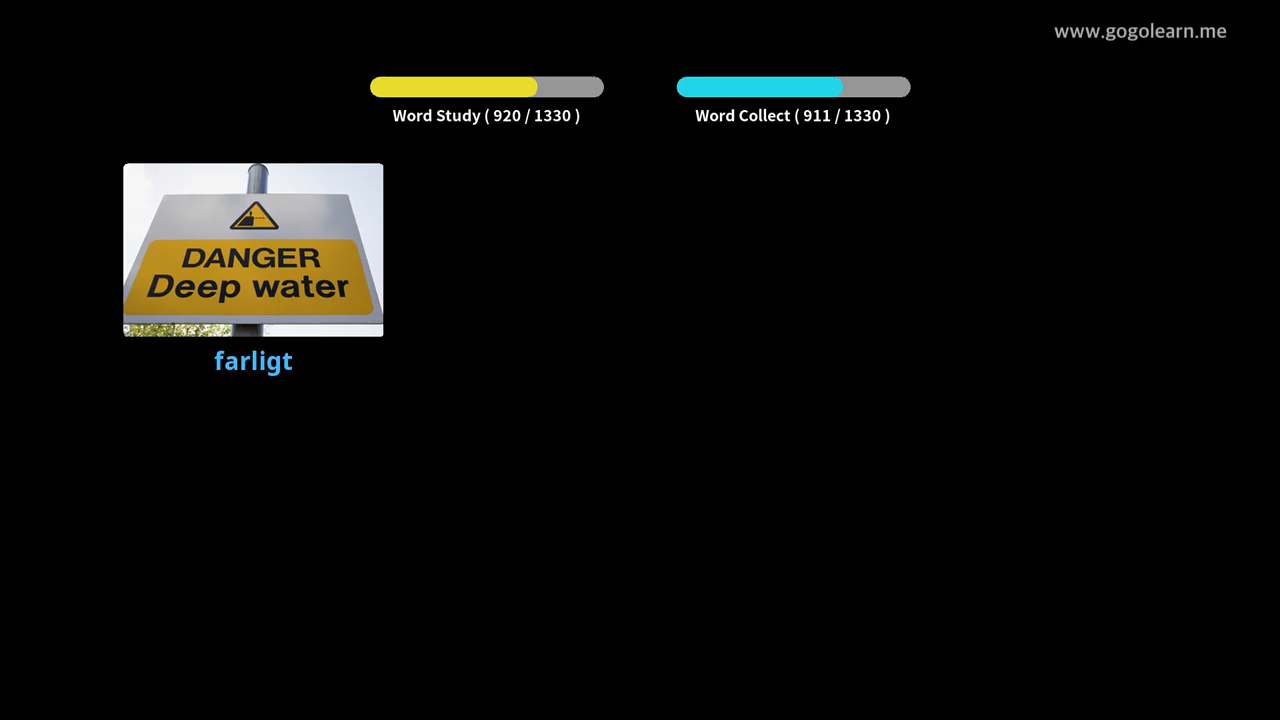 www.gogolearn.me
Word Study ( 920 / 1330 )
Word Collect ( 911 / 1330 )
DANGER
Deep water
farligt